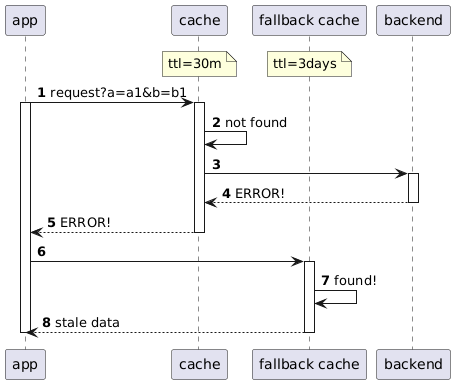 app
cache
fallback cache
backend
ttl=30m
ttl=3days
1 request?a=a1&b=b1
2 not found
3
4 ERROR!
5 ERROR!
6
7 found!
8 stale data
app
cache
fallback cache
backend